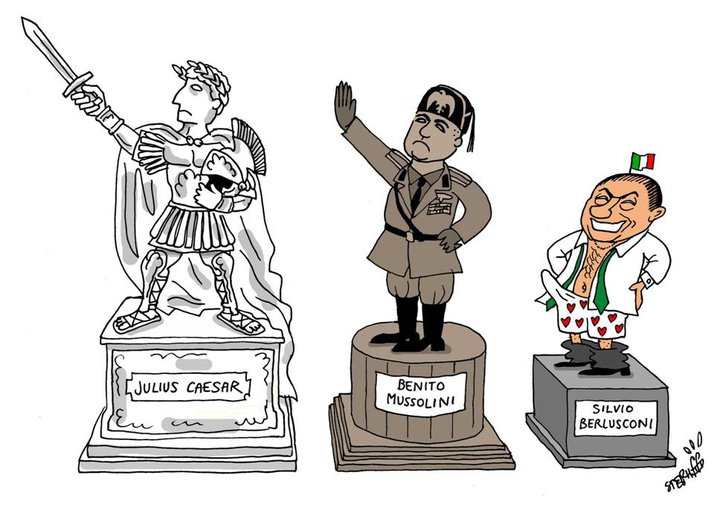 JULIUS CAESAR
BENITO
MUSSOLINI
SILVIO
BERLUSCONI